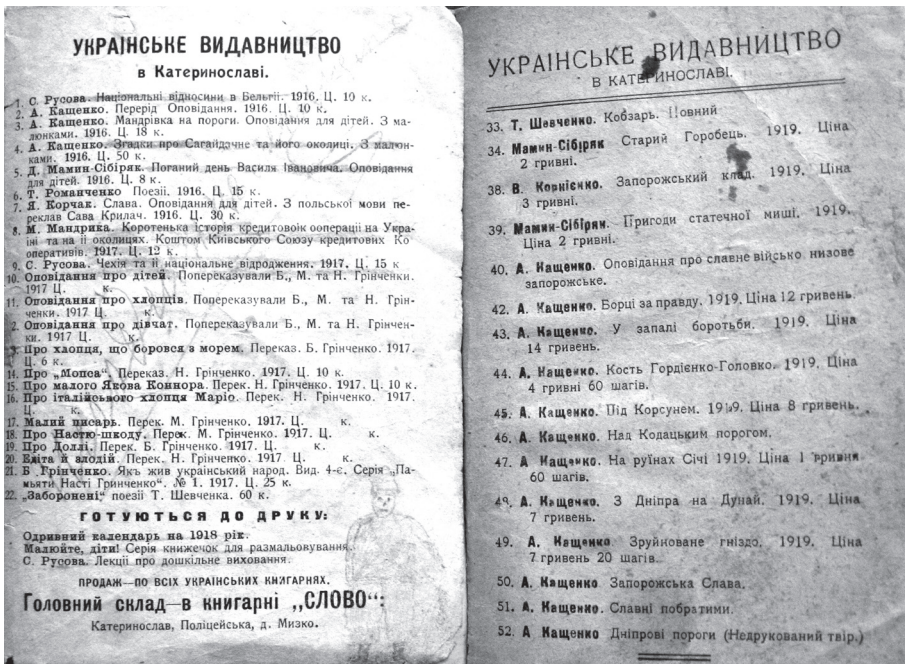 УКРАІНСЬКЕ ВИДАВНИЦТВО
в Катеринославі.
1. С. Русова. Національні відносини в Бельгії. 1916. Ц. 10 к.
2. А. Кащенко. Перерід Оповідання. 1916. Ц. 10 к.
3. А. Кащенко. Мандрівка на пороги. Оповідання для дітей. З ма-
люнками. 1916. Ц. 18 к.
4. А. Кащенко. Згадки про Сагайдочне та його околиці. З малюн-
ками. 1916. Ц. 50 к.
5. Д. Мамин-Сібіряк. Поганий день Василя Івановича. Оповідання
для дітей. 1916. Ц. 8 к.
6. Т. Романченко Поезіі. 1916. Ц. 15 к.
7. Я. Корчак. Слава. Оповідання для дітей. З польської мови пе-
реклав Сава Крилач. 1916. Ц. 30 к.
8. М. Мандрика. Коротенька історія кредитовоі кооперації на Укра-
їні та на її околицях. Коштом Київського Союзу кредитових Ко
оперативів. 1917. Ц. 12 к.
9. С. Русова. Чехія та її національне відродження. 1917. Ц. 15 к
10. Оповідання про дітей. Попереказували Б., М. та Н. Грінченки.
1917 Ц. к.
11. Оповідання про хлопців. Попереказували Б., М. та Н. Грін-
ченки. 1917 Ц. к.
2. Оповідання про дівчат. Попереказували Б., М. та Н. Грінчен-
ки. 1917 Ц. к.
Про хлопця, що боровся з морем. Переказ. Б. Грінченко. 1917.
Ц. 6 к.
14. Про „Мопса“. Переказ. Н. Грінченко. 1917. Ц. 10 к.
15. Про малого Якова Коннора. Перек. Н. Грінченко. 1917. Ц. 10 к.
16. Про італійського хлопця Маріо. Перек. Н. Грінченко. 1917.
Ц. к.
17. Малий писарь. Перек. М. Грінченко. 1917. Ц. к.
18. Про Настю-шкоду. Перек. М. Грінченко. 1917. Ц. к.
19. Про Доллі. Перек. Б. Грінченко. 1917. Ц. к.
20. Едіта й злодій. Перек. Н. Грінченко. 1917. Ц. к.
21. Б Грінченко. Якъ жив український народ. Вид. 4-є. Серія „Па-
мьяти Насті Гринченко“. № 1. 1917. Ц. 25 к.
22. „Заборонені“ поезії Т. Шевченка. 60 к.
ГОТУЮТЬСЯ ДО ДРУКУ:
Одривний календарь на 1918 рік.
Малюйте, діти! Серія книжечок для размальовування.
С. Русова. Лекціі про дошкільне виховання.
ПРОДАЖ—ПО ВСІХ УКРАЇНСЬКИХ КНИГАРНЯХ.
Головний склад—в книгарні „СЛОВО“:
Катеринослав, Поліцейська, д. Мизко.
УКРАЇНСЬКЕ ВИДАВНИЦТВО
В КАТЕРИНОСЛАВІ.
33. Т. Шевченко. Кобзарь. Повний
34. Мамин-Сібіряк Старий Горобець. 1919. Ціна
2 гривні.
38. В. Корнієнко. Запорожський клад. 1919. Ціна
3 гривні.
39. Мамин-Сібіряк. Пригоди статечної миші. 1919.
Ціна 2 гривні.
40. А. Кащенко. Оповідання про славне військо низове
запорожське.
42. А. Кащенко. Борці за правду. 1919. Ціна 12 гривень.
43. А. Кащенко. У запалі боротьби. 1919. Ціна
14 гривень.
44. А. Кащенко. Кость Гордієнко-Головко. 1919. Ціна
4 гривні 60 шагів.
45. А. Кащенко. Під Корсунем. 1919. Ціна 8 гривень.
46. А. Кащенко. Над Кодацьким порогом.
47. А Кащенко. На руїнах Січі 1919. Ціна 1 гривня
60 шагів.
А. Кащенко. З Дніпра на Дунай. 1919. Ціна
7 гривень.
49. А. Кащенко. Зруйноване гніздо. 1919. Ціна
7 гривень 20 шагів.
50. А. Кащенко Запорожська Слава.
51. А. Кащенко. Славні побратими.
52. А Кащенко Дніпрові пороги (Недрукований твір.)